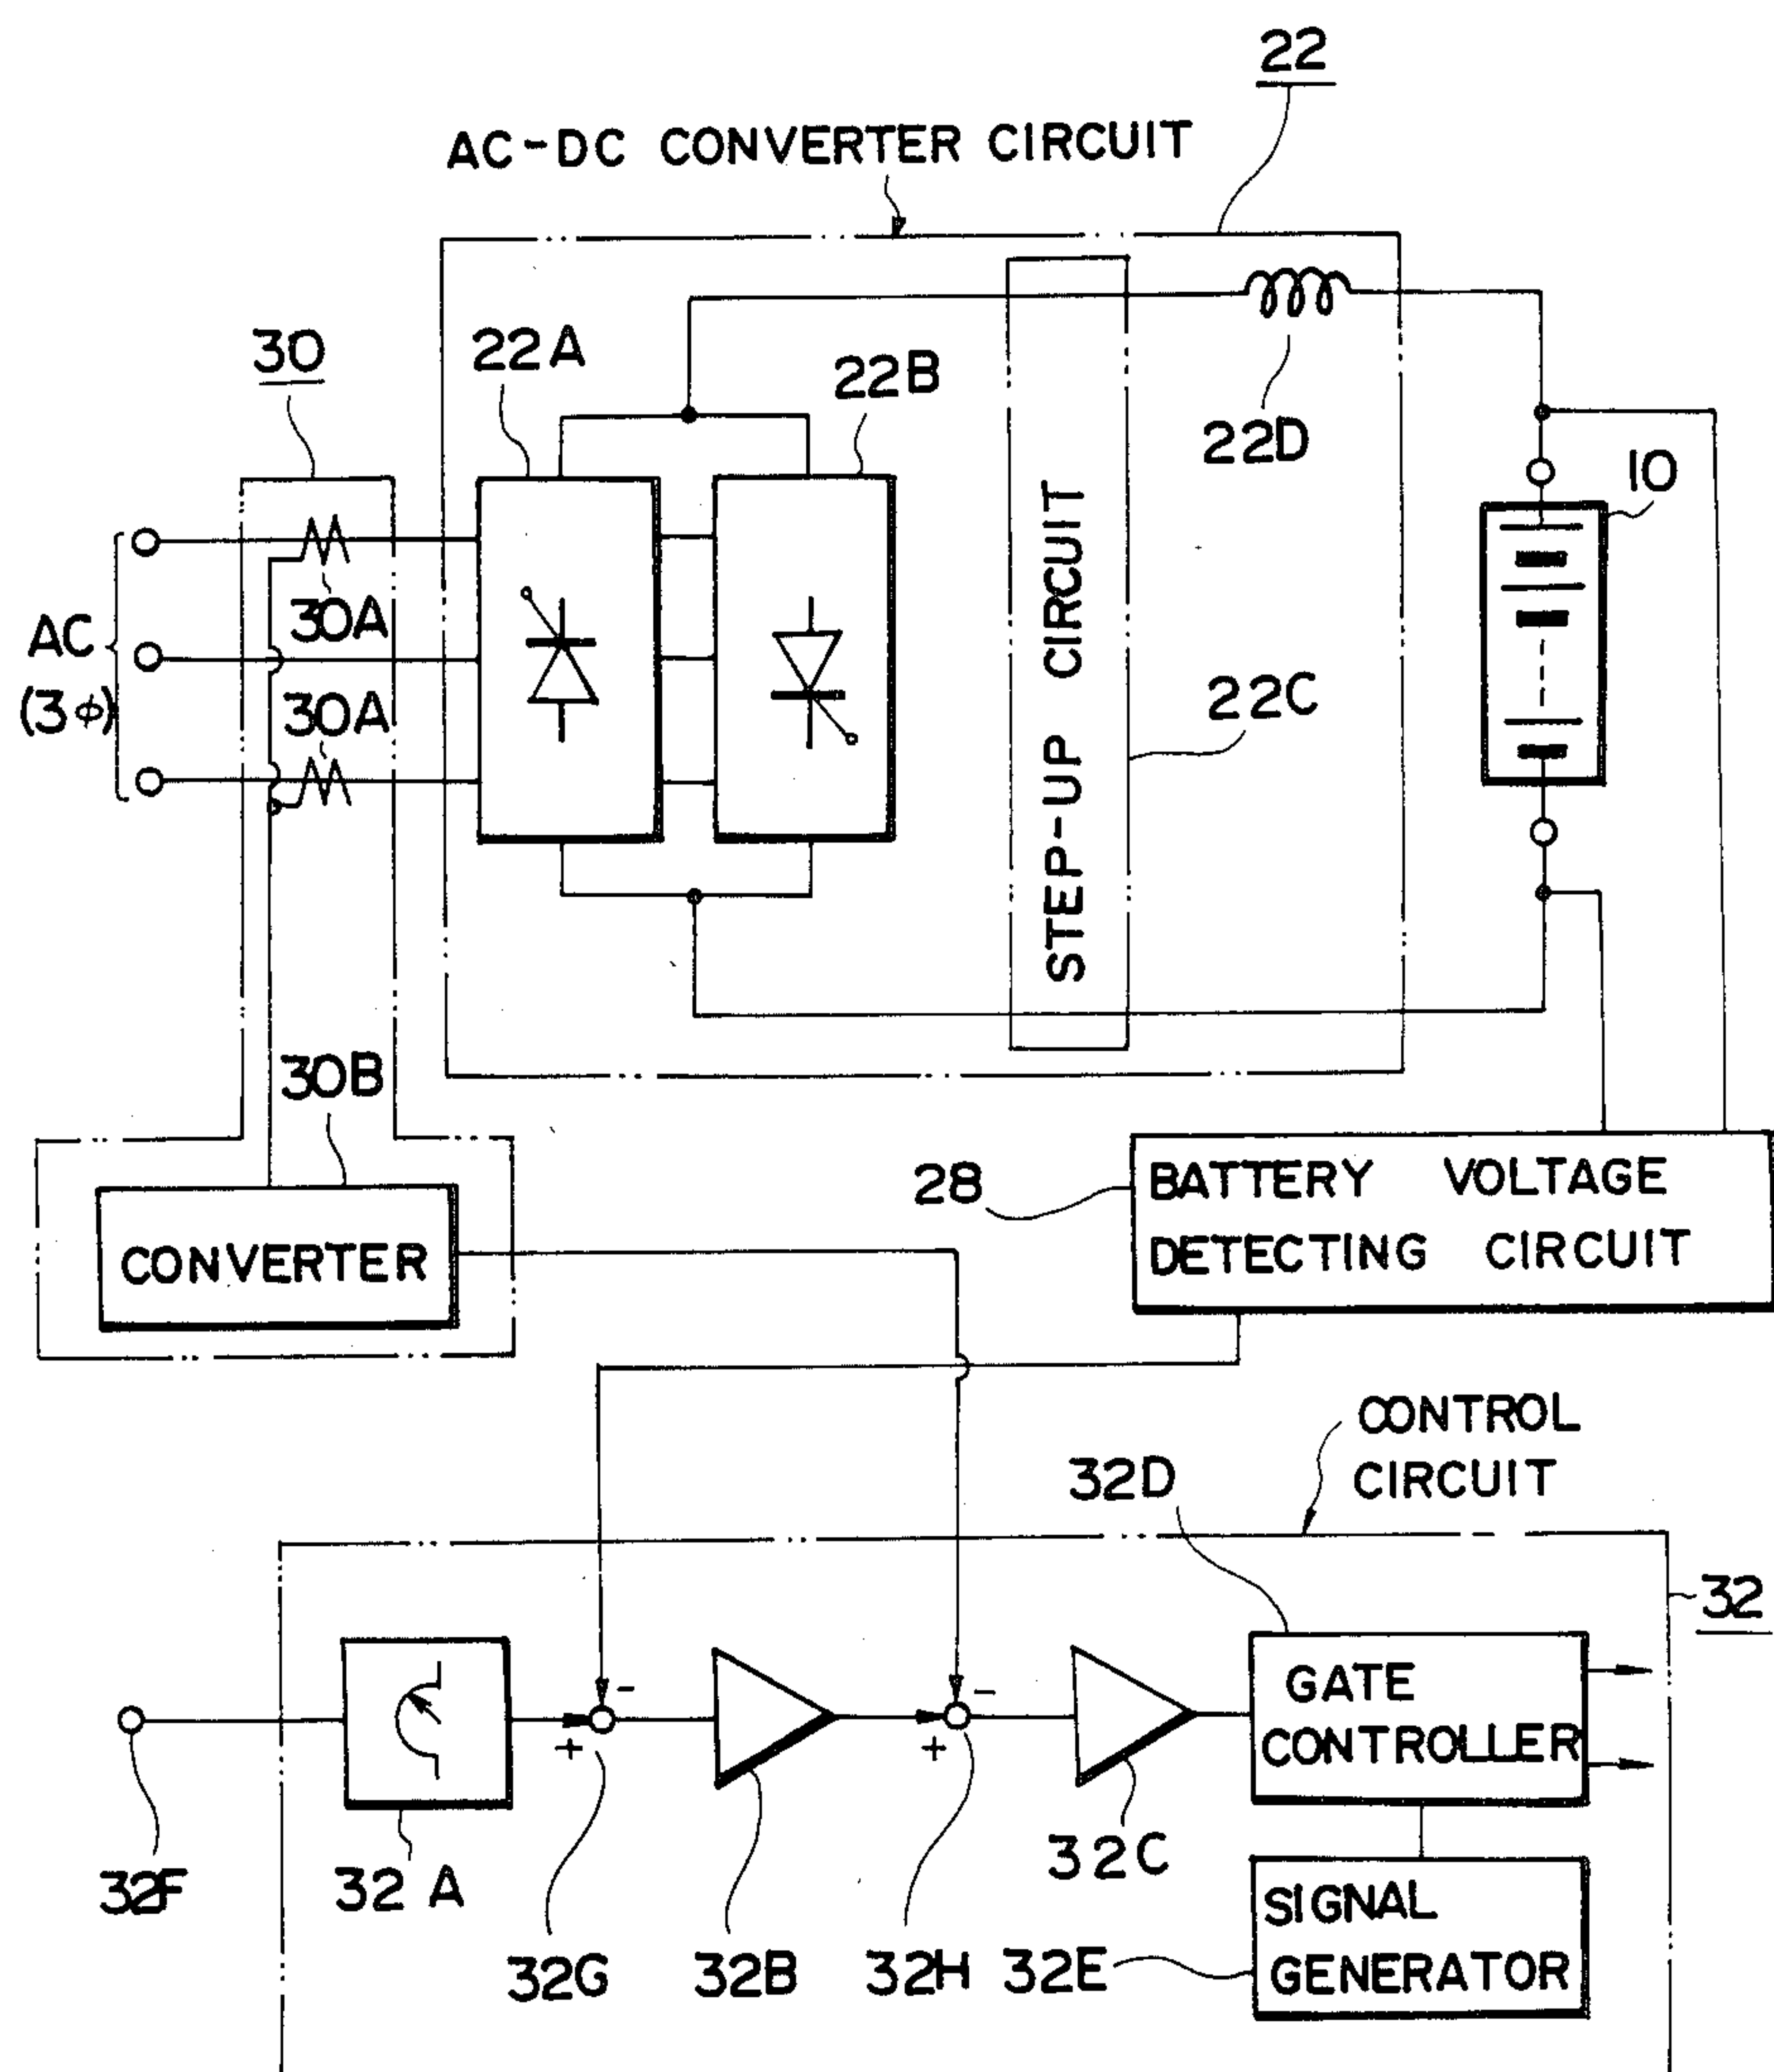 22
AC-DC CONVERTER CIRCUIT
30
22A
22B
22D
10
30A
AC
(3φ)
30A
STEP-UP CIRCUIT
22C
30B
28
BATTERY VOLTAGE
DETECTING CIRCUIT
CONVERTER
CONTROL
CIRCUIT
32D
32
-
-
GATE
CONTROLLER
+
+
32C
32F
32A
SIGNAL
GENERATOR
32G
32B
32H
32E